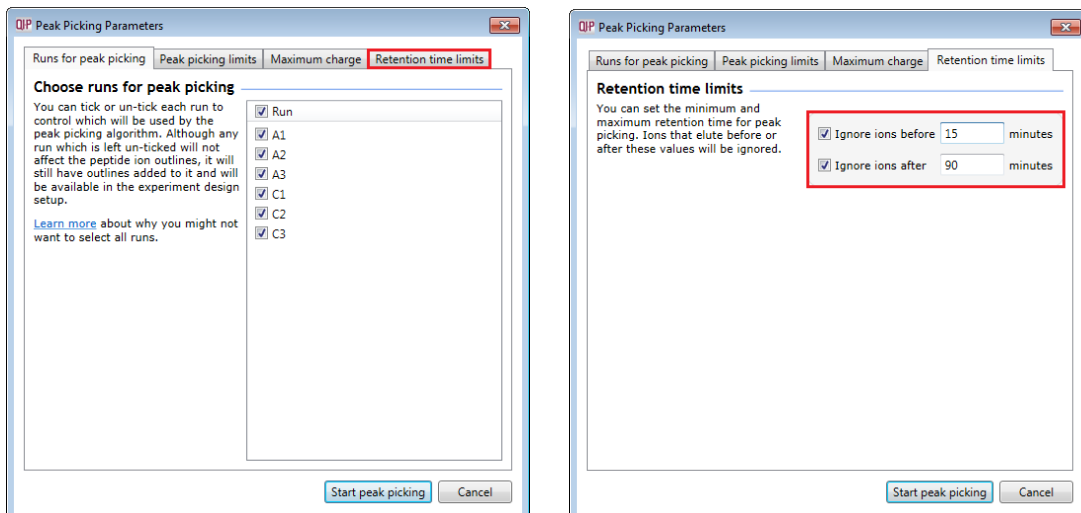 QIP Peak Picking Parameters
Runs for peak picking Peak picking limits Maximum charge Retention time limits
Choose runs for peak picking
You can tick or un-tick each run to
control which will be used by the
peak picking algorithm. Although any
run which is left un-ticked will not
affect the peptide ion outlines, it will
still have outlines added to it and will
be available in the experiment design
setup.
Learn more about why you might not
want to select all runs.
Run
A1
A2
A3
C1
C2
C3
Start peak picking Cancel
QIP Peak Picking Parameters
Runs for peak picking Peak picking limits Maximum charge Retention time limits
Retention time limits
You can set the minimum and
maximum retention time for peak
picking. Ions that elute before or
after these values will be ignored.
Ignore ions before 15 minutes
Ignore ions after 90 minutes
Start peak picking Cancel